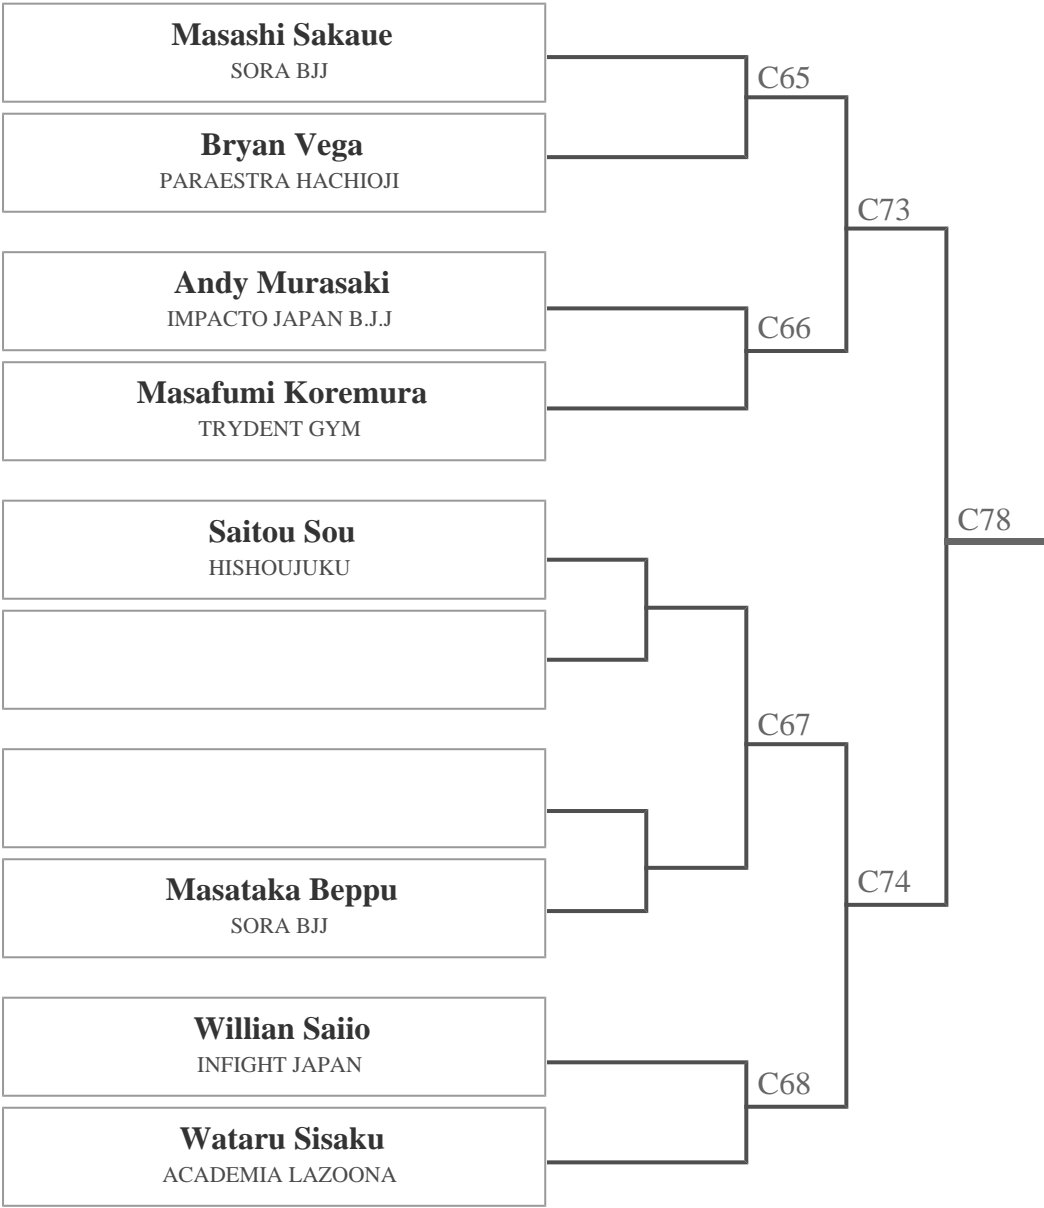 Masashi Sakaue
SORA BJJ
C65
Bryan Vega
PARAESTRA HACHIOJI
C73
Andy Murasaki
IMPACTO JAPAN B.J.J
C66
Masafumi Koremura
TRYDENT GYM
Saitou Sou
HISHOUJUKU
C78
C67
Masataka Beppu
SORA BJJ
C74
Willian Saiio
INFIGHT JAPAN
C68
Wataru Sisaku
ACADEMIA LAZOONA